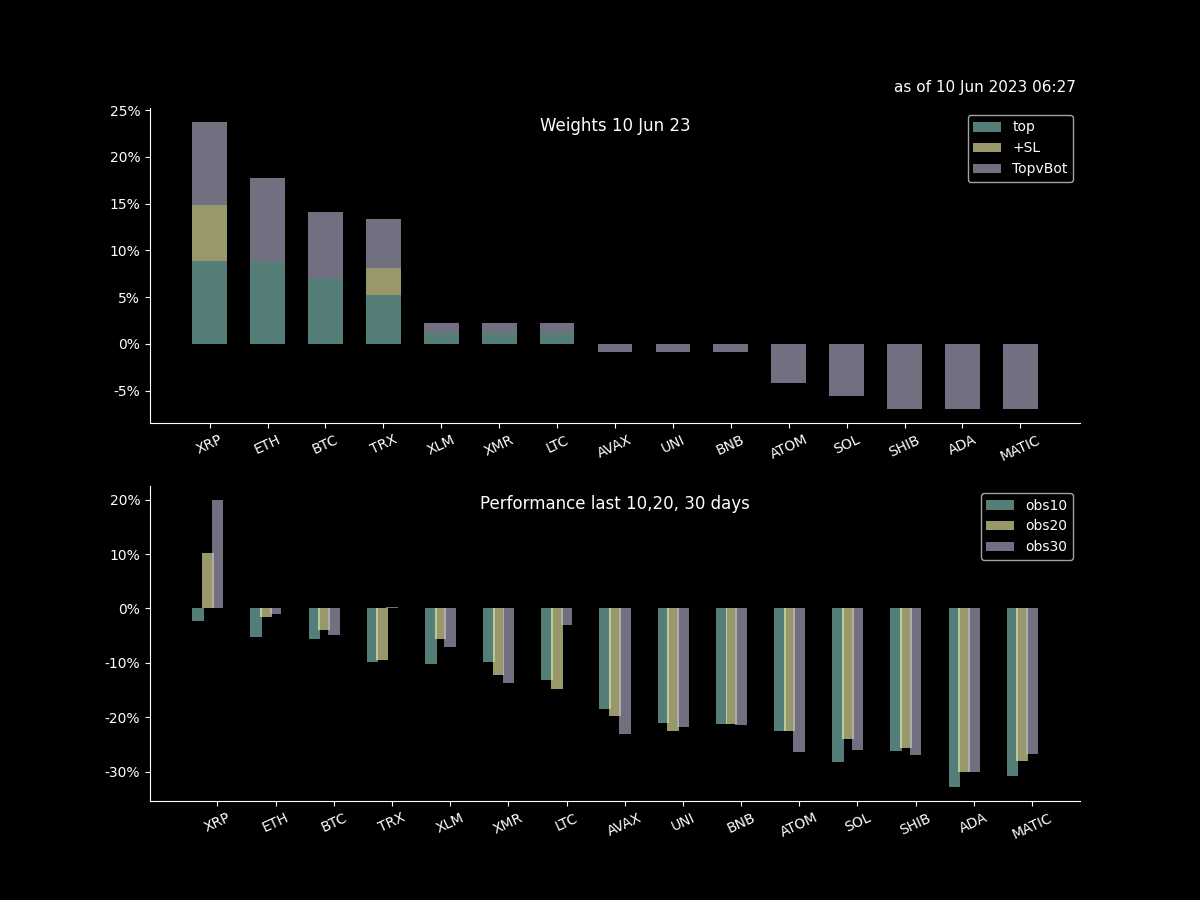 as of 10 Jun 2023 06:27
Weights 10 Jun 23
25%
20%
15%
10%
5%
0%
-5%
top
+SL
TopvBot
XRP ETH BTC TRX XLM XMR LTC AVAX UNI BNB ATOM SOL SHIB ADA MATIC
Performance last 10,20, 30 days
20%
10%
0%
-10%
-20%
-30%
obs10
obs20
obs30
XRP ETH BTC TRX XLM XMR LTC AVAX UNI BNB ATOM SOL SHIB ADA MATIC